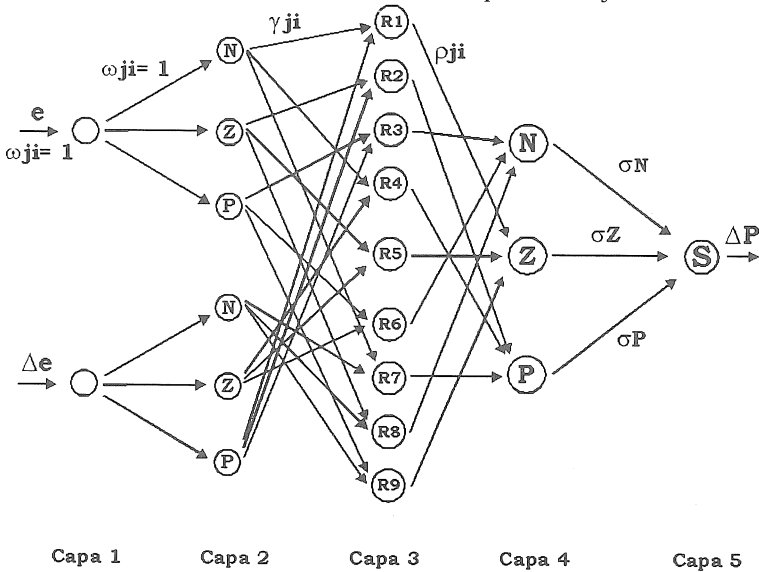 R1
γji
N
ρji
ωji= 1
R2
e
Z
R3
N
ωji= 1
σN
R4
P
R5
Z
σZ
S
ΔP
N
R6
Δe
Z
R7
P
σP
R8
P
R9
Capa 1
Capa 2
Capa 3
Capa 4
Capa 5